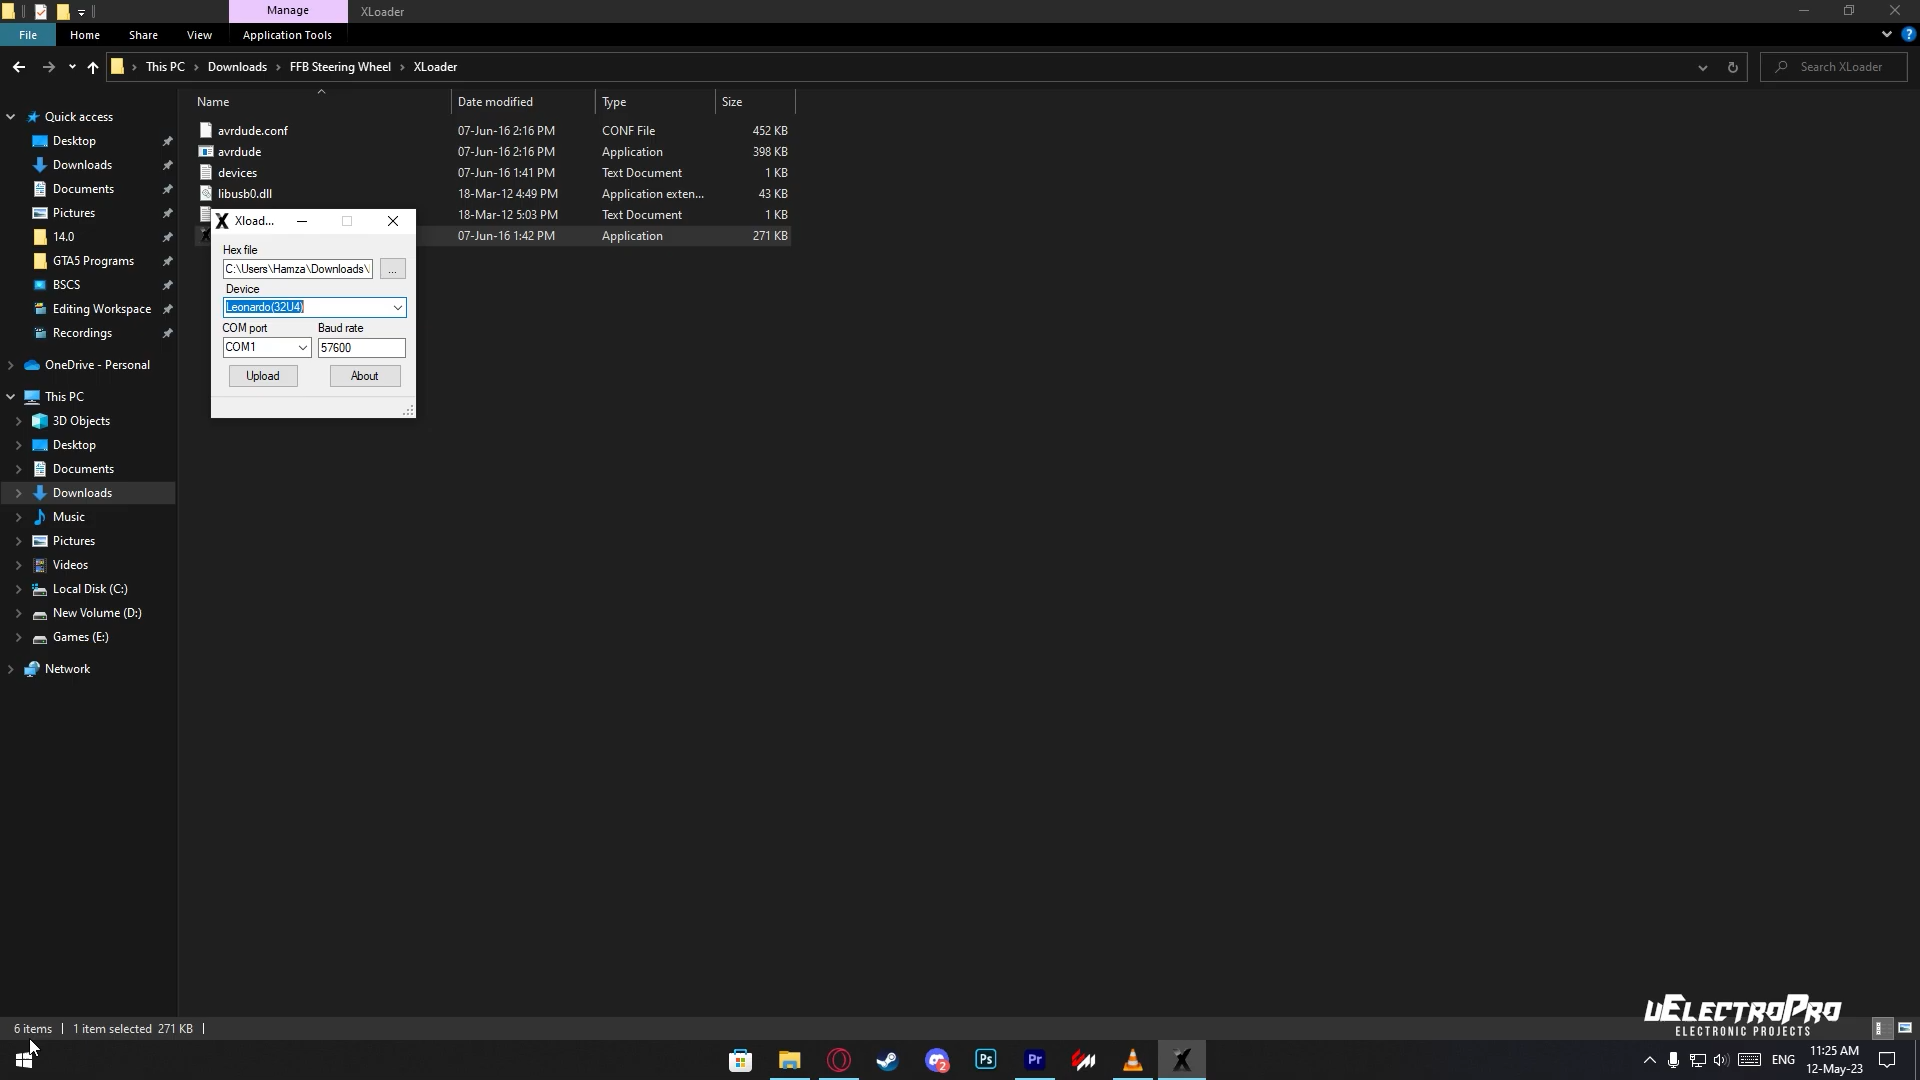 Manage
XLoader
File
Home
Share
View
Application Tools
This PC
Downloads
FFB Steering Wheel
XLoader
Search XLoader
Name
Date modified
Type
Size
avrdude.conf
07-Jun-16 2:16 PM
CONF File
452 KB
avrdude
07-Jun-16 2:16 PM
Application
398 KB
devices
07-Jun-16 1:41 PM
Text Document
1 KB
libusb0.dll
18-Mar-12 4:49 PM
Application exten...
43 KB
18-Mar-12 5:03 PM
Text Document
1 KB
07-Jun-16 1:42 PM
Application
271 KB
Xload...
Hex file
C:\Users\Hamza\Downloads\
...
Device
Leonardo(32U4)
COM port
Baud rate
COM1
57600
Upload
About
Quick access
Desktop
Downloads
Documents
Pictures
14.0
GTA5 Programs
BSCS
Editing Workspace
Recordings
OneDrive - Personal
This PC
3D Objects
Desktop
Documents
Downloads
Music
Pictures
Videos
Local Disk (C:)
New Volume (D:)
Games (E:)
Network
6 items
1 item selected 271 KB
uElectroPro
ELECTRONIC PROJECTS
2
Ps
Pr
ENG
11:25 AM
12-May-23